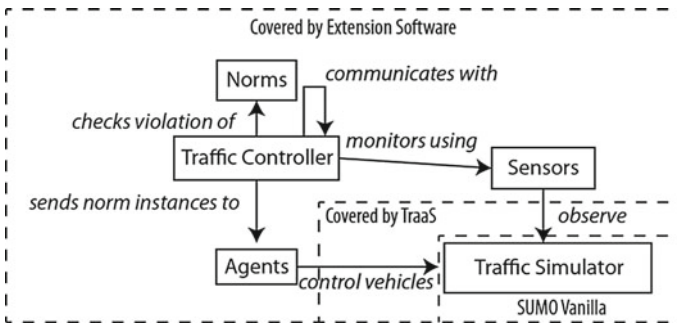 Covered by Extension Software
Norms
communicates with
checks violation of
Traffic Controller
monitors using
Sensors
sends norm instances to
Covered by TraaS
observe
Agents
control vehicles
Traffic Simulator
SUMO Vanilla